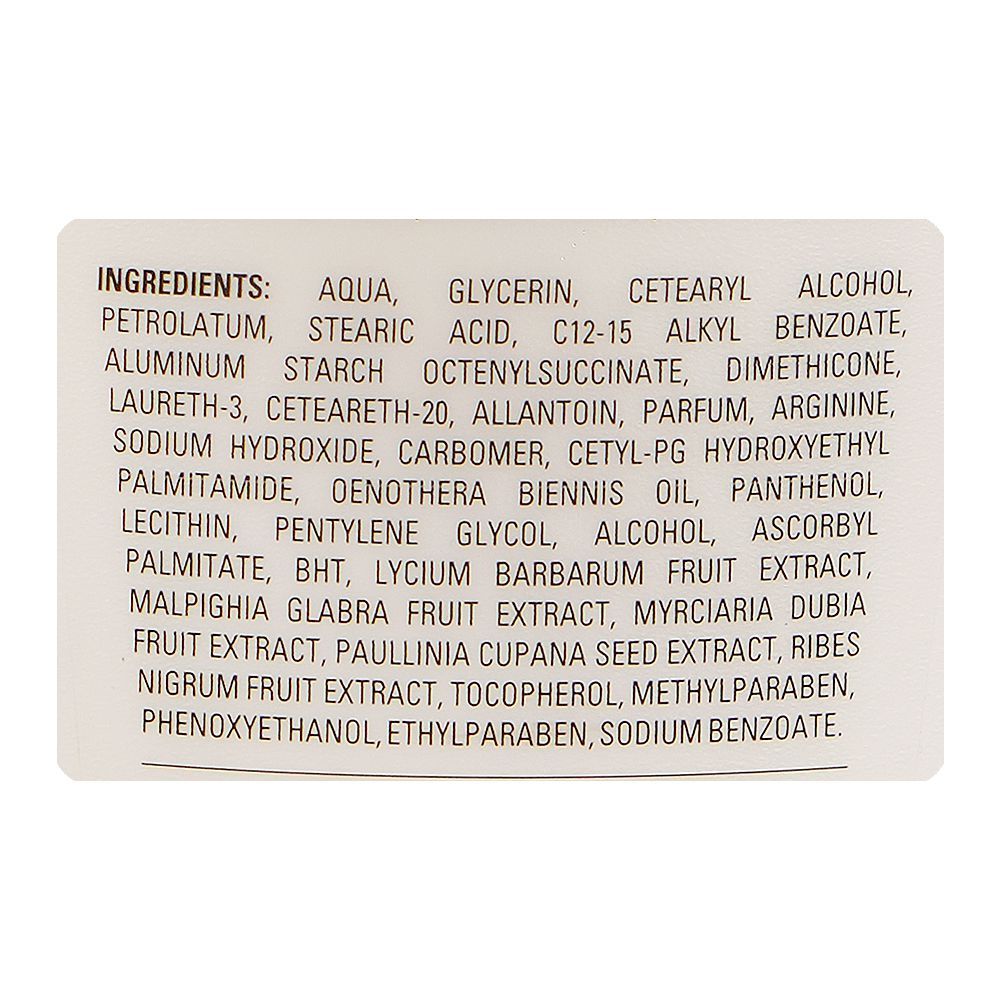 INGREDIENTS: AQUA, GLYCERIN, CETEARYL ALCOHOL,
PETROLATUM, STEARIC ACID, C12-15 ALKYL BENZOATE,
ALUMINUM STARCH OCTENYLSUCCINATE, DIMETHICONE,
LAURETH-3, CETEARETH-20, ALLANTOIN, PARFUM, ARGININE,
SODIUM HYDROXIDE, CARBOMER, CETYL-PG HYDROXYETHYL
PALMITAMIDE, OENOTHERA BIENNIS OIL, PANTHENOL,
LECITHIN, PENTYLENE GLYCOL, ALCOHOL, ASCORBYL
PALMITATE, BHT, LYCIUM BARBARUM FRUIT EXTRACT,
MALPIGHIA GLABRA FRUIT EXTRACT, MYRCIARIA DUBIA
FRUIT EXTRACT, PAULLINIA CUPANA SEED EXTRACT, RIBES
NIGRUM FRUIT EXTRACT, TOCOPHEROL, METHYLPARABEN,
PHENOXYETHANOL, ETHYLPARABEN, SODIUM BENZOATE.